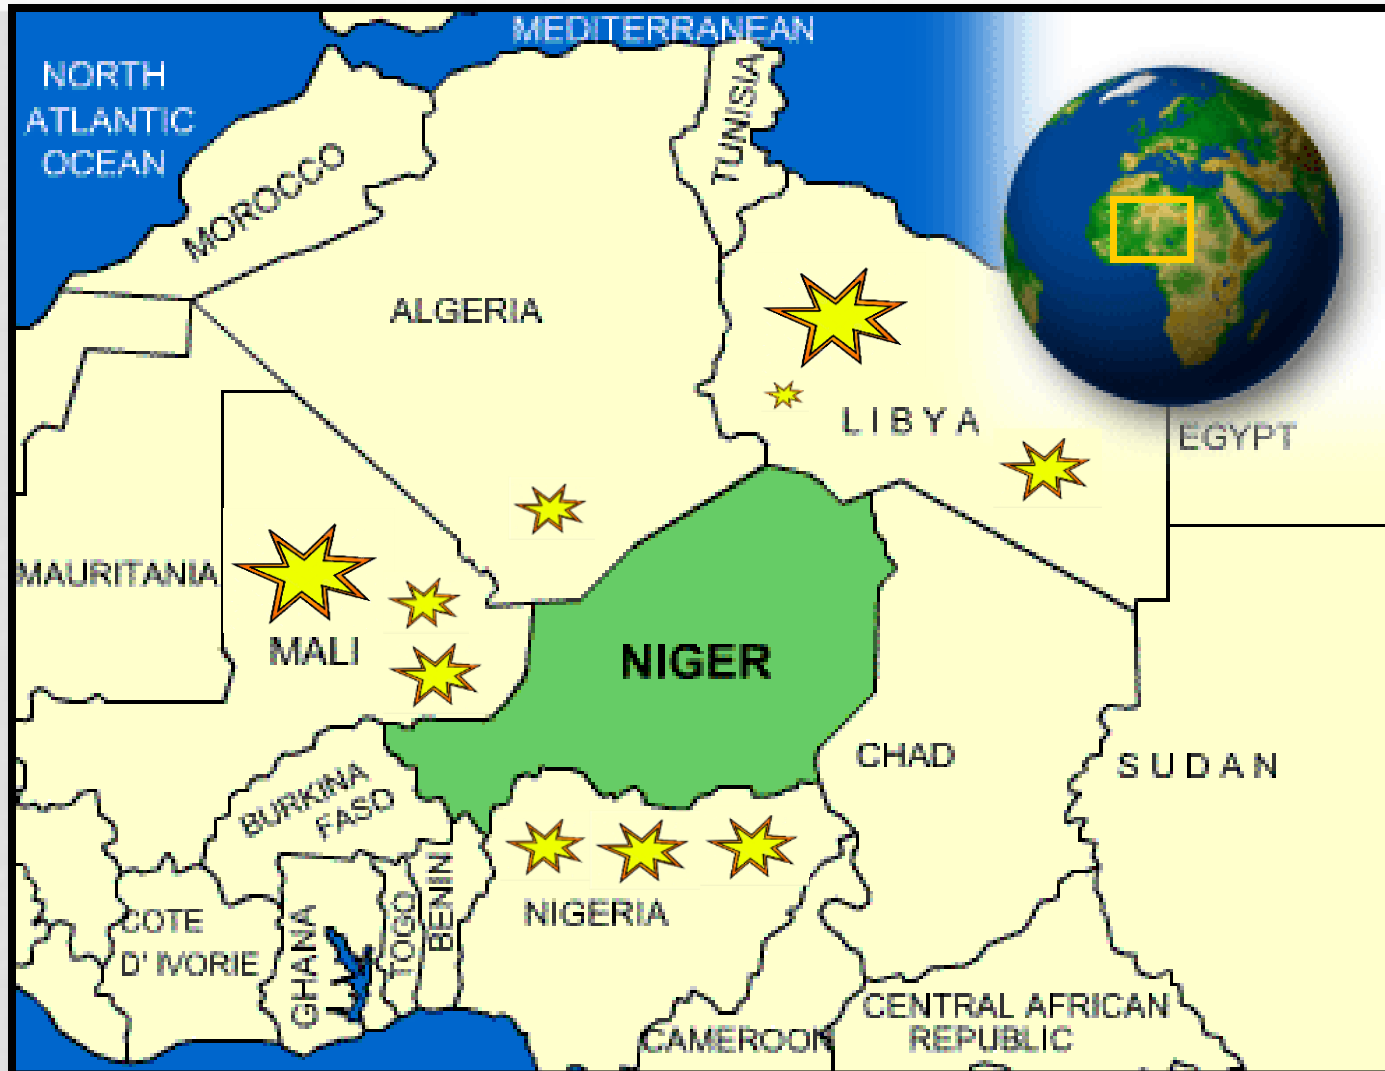 MEDITERRANEAN
NORTH
ATLANTIC
OCEAN
TUNISIA
MOROCCO
ALGERIA
LIBYA
EGYPT
MAURITANIA
MALI
NIGER
CHAD
SUDAN
BURKINA
FASO
NIGERIA
COTE
D' IVORIE
GHANA
TOGO
BENIN
CENTRAL AFRICAN
REPUBLIC
CAMEROON